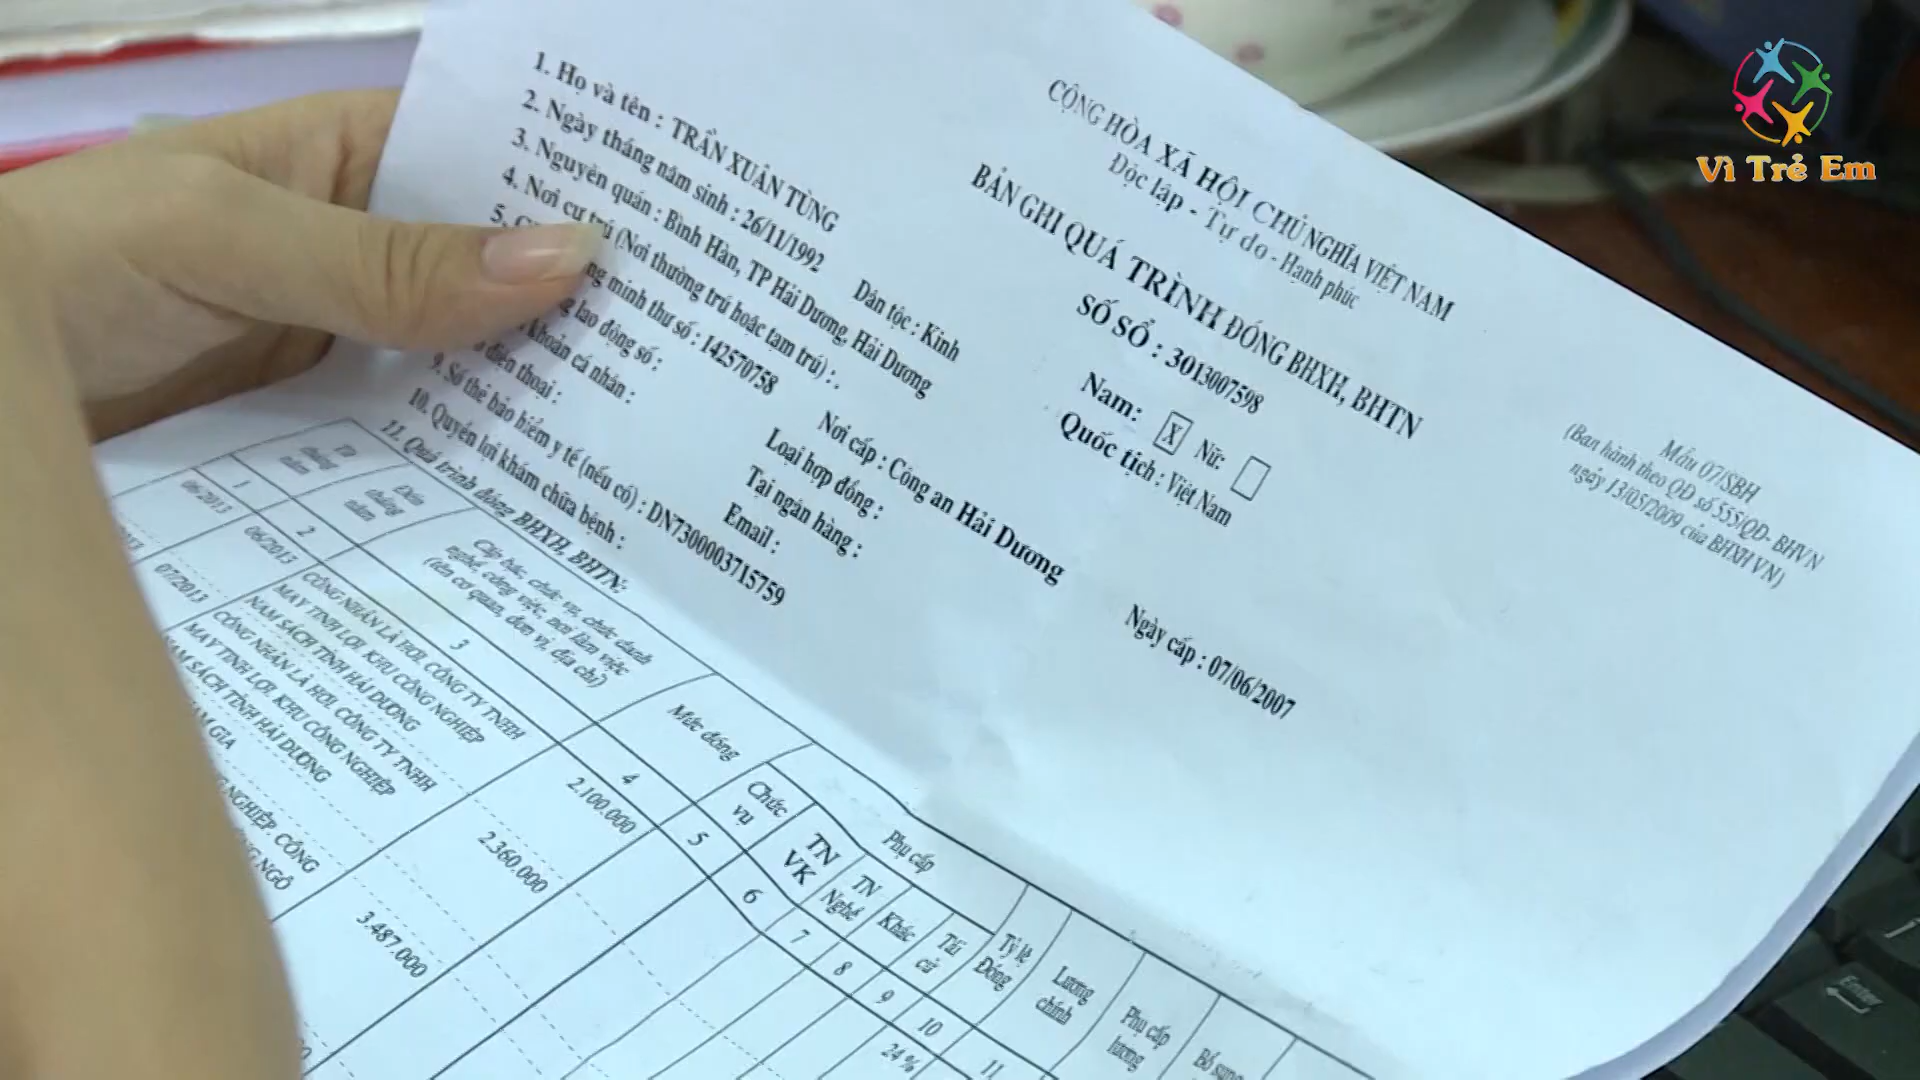 Vì Trẻ Em
CỘNG HÒA XÃ HỘI CHỦ NGHĨA VIỆT NAM
Độc lập - Tự do - Hạnh phúc
Mẫu 07/SBH
(Ban hành theo QĐ số 555/QĐ- BHVN
ngày 13/05/2009 của BHXH VN)
BẢN GHI QUÁ TRÌNH ĐÓNG BHXH, BHTN
SỐ SỔ : 3013007598
1. Họ và tên : TRẦN XUÂN TÙNG
Nam: X Nữ:
2. Ngày tháng năm sinh : 26/11/1992 Dân tộc : Kinh Quốc tịch : Việt Nam
3. Nguyên quán : Bình Hàn, TP Hải Dương, Hải Dương
4. Nơi cư trú (Nơi thường trú hoặc tạm trú) : .
5. minh thư số : 142570758 Nơi cấp : Công an Hải Dương Ngày cấp : 07/06/2007
lao động số : Loại hợp đồng :
khoản cá nhân : Tại ngân hàng :
điện thoại : Email :
9. Số thẻ bảo hiểm y tế (nếu có) : DN7300003715759
10. Quyền lợi khám chữa bệnh :
11. Quá trình đóng BHXH, BHTN:
Từ tháng năm
Đến tháng năm
Cấp bậc, chức vụ, chức danh
nghề, công việc, nơi làm việc
(tên cơ quan, đơn vị, địa chỉ)
Mức đóng
Chức vụ
Phụ cấp
TN VK
TN Nghề
Khác
Tái cử
Tỷ lệ Đóng
Lương chính
Phụ cấp lương
Bổ sung
1 2 3 4 5 6 7 8 9 10 11
06/2013 06/2013
CÔNG NHÂN LÀ HƠI, CÔNG TY TNHH
MAY TINH LỢI, KHU CÔNG NGHIỆP
NAM SÁCH TỈNH HẢI DƯƠNG
2.100.000
24 %
07/2013
CÔNG NHÂN LÀ HƠI, CÔNG TY TNHH
MAY TINH LỢI, KHU CÔNG NGHIỆP
NAM SÁCH TỈNH HẢI DƯƠNG
2.360.000
GIA
NGHIỆP, CÔNG
NGÔ
3.487.000
Enter